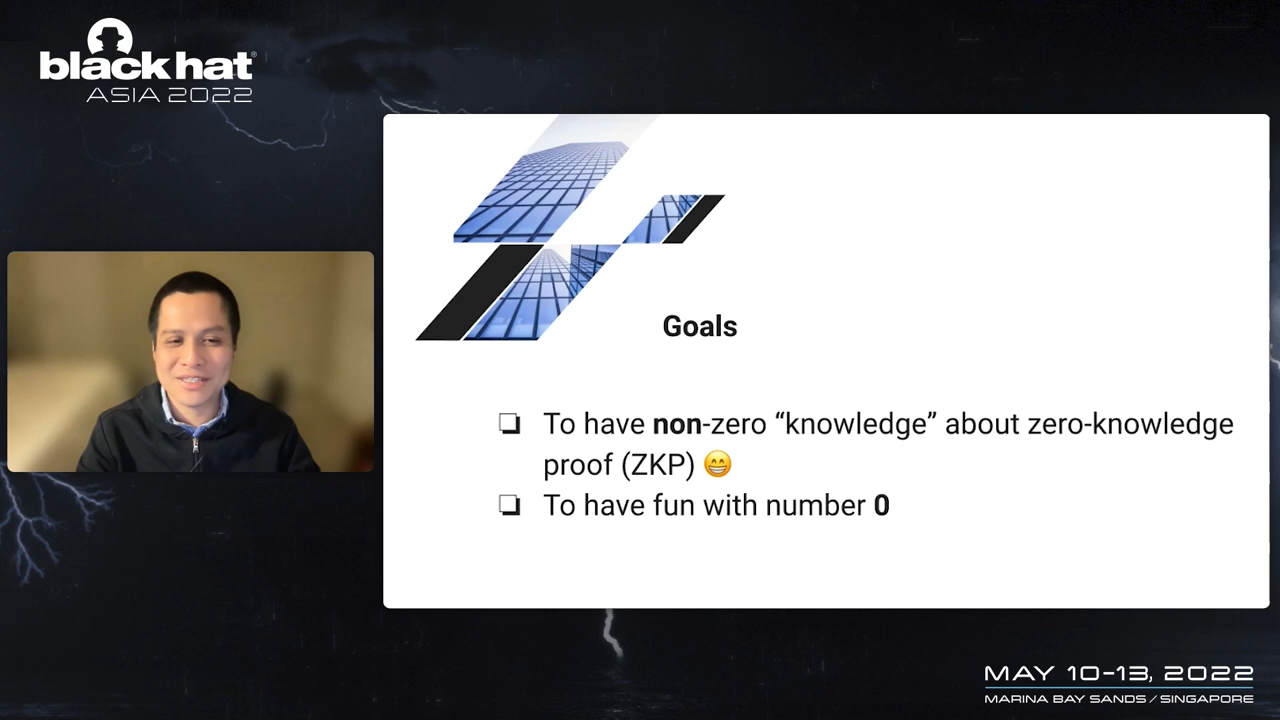 black hat®
ASIA 2022
Goals
❏ To have non-zero “knowledge” about zero-knowledge
proof (ZKP) 😁
❏ To have fun with number 0
MAY 10-13, 2022
MARINA BAY SANDS / SINGAPORE